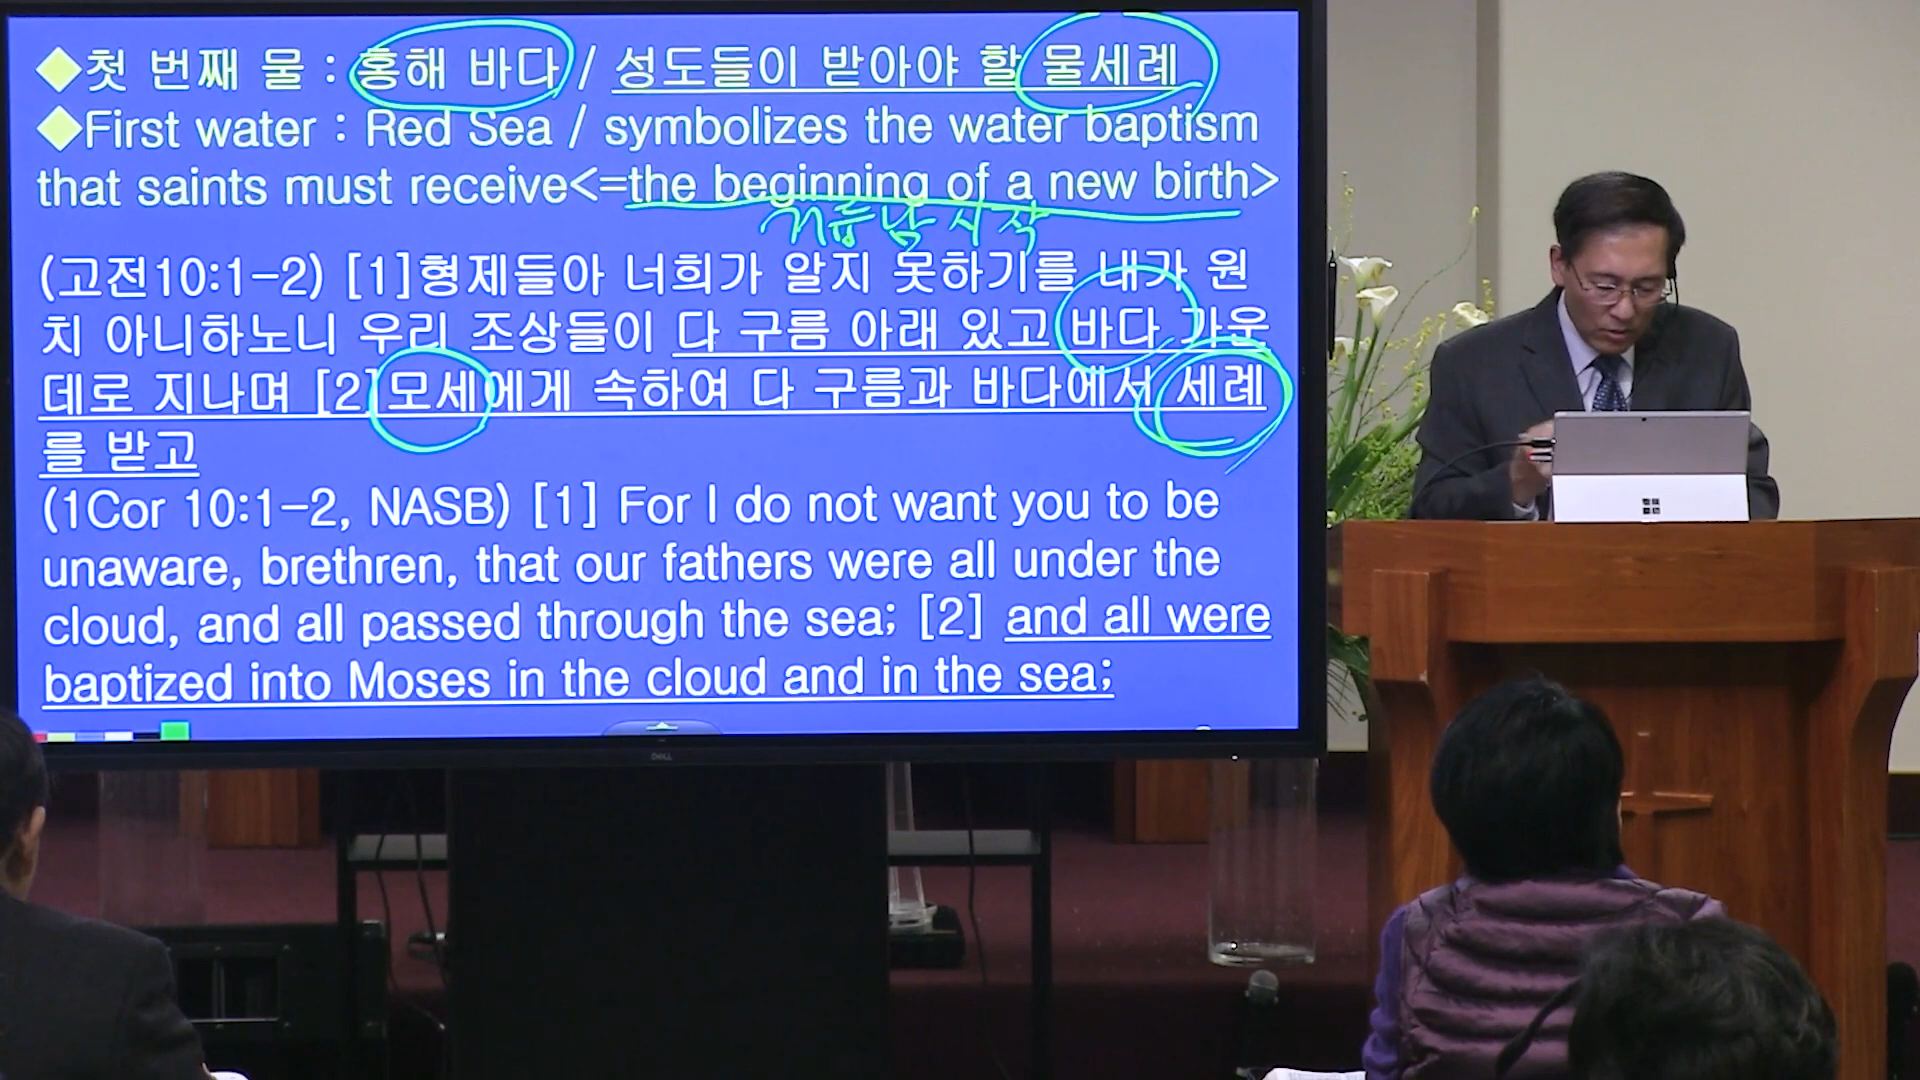 ◆첫 번째 물 : 홍해 바다 / 성도들이 받아야 할 물세례
◆First water : Red Sea / symbolizes the water baptism
that saints must receive<=the beginning of a new birth>
거듭남 시작
(고전10:1-2) [1]형제들아 너희가 알지 못하기를 내가 원
치 아니하노니 우리 조상들이 다 구름 아래 있고 바다 가운
데로 지나며 [2]모세에게 속하여 다 구름과 바다에서 세례
를 받고
(1Cor 10:1-2, NASB) [1] For I do not want you to be
unaware, brethren, that our fathers were all under the
cloud, and all passed through the sea; [2] and all were
baptized into Moses in the cloud and in the sea;
DELL